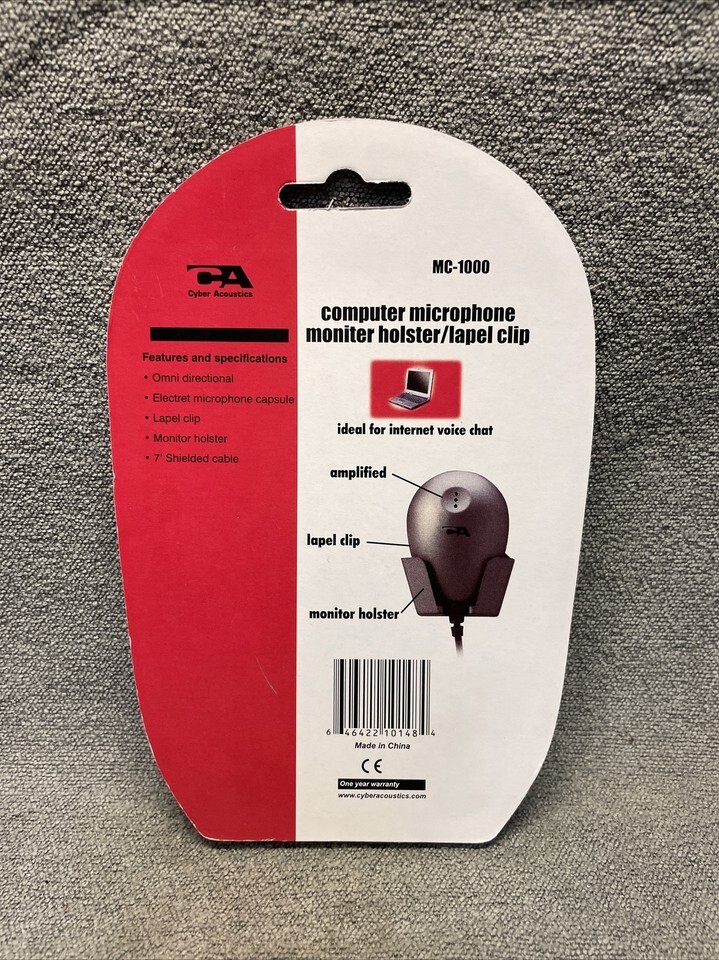 CA
Cyber Acoustics
Features and specifications
• Omni directional
• Electret microphone capsule
• Lapel clip
• Monitor holster
• 7' Shielded cable
MC-1000
computer microphone
moniter holster/lapel clip
ideal for internet voice chat
amplified
CA
lapel clip
monitor holster
6 46422 10148 4
Made in China
CE
One year warranty
www.cyberacoustics.com